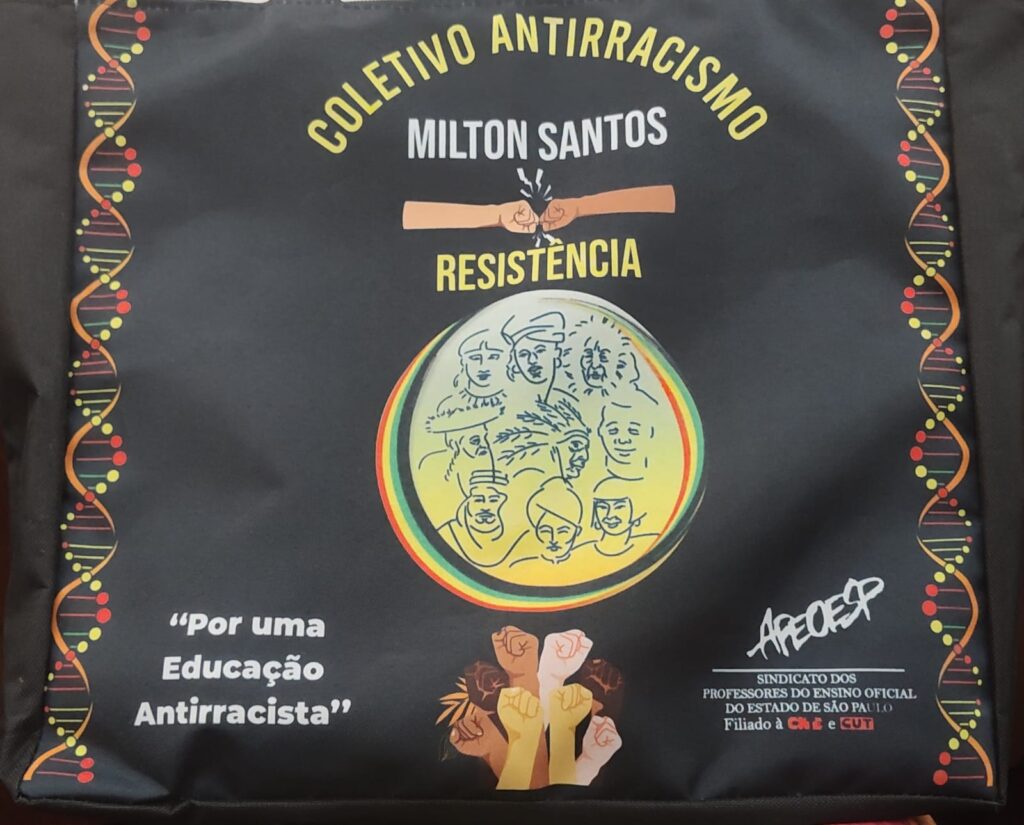 COLETIVO ANTIRRACISMO
MILTON SANTOS
RESISTÊNCIA
“Por uma
Educação
Antirracista”
APEOESP
SINDICATO DOS
PROFESSORES DO ENSINO OFICIAL
DO ESTADO DE SÃO PAULO
Filiado à CNTE e CUT